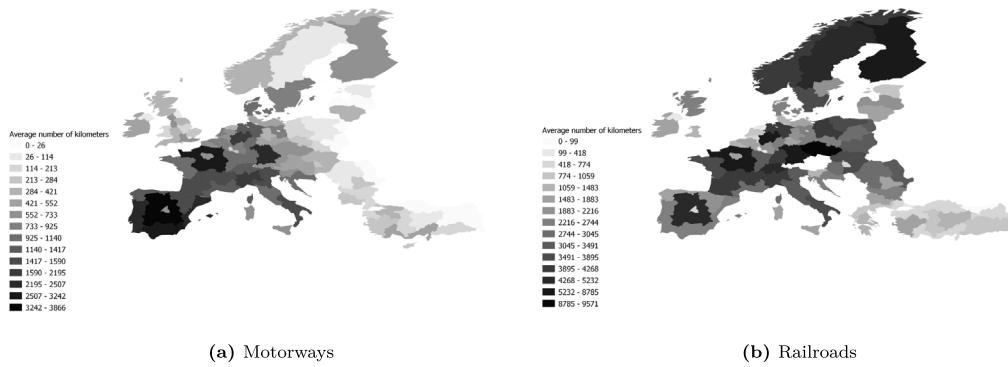 Average number of kilometers
0 - 26
26 - 114
114 - 213
213 - 284
284 - 421
421 - 552
552 - 733
733 - 925
925 - 1140
1140 - 1417
1417 - 1590
1590 - 2195
2195 - 2507
2507 - 3242
3242 - 3866
(a) Motorways
Average number of kilometers
0 - 99
99 - 418
418 - 774
774 - 1059
1059 - 1483
1483 - 1883
1883 - 2216
2216 - 2744
2744 - 3045
3045 - 3491
3491 - 3895
3895 - 4268
4268 - 5232
5232 - 8785
8785 - 9571
(b) Railroads